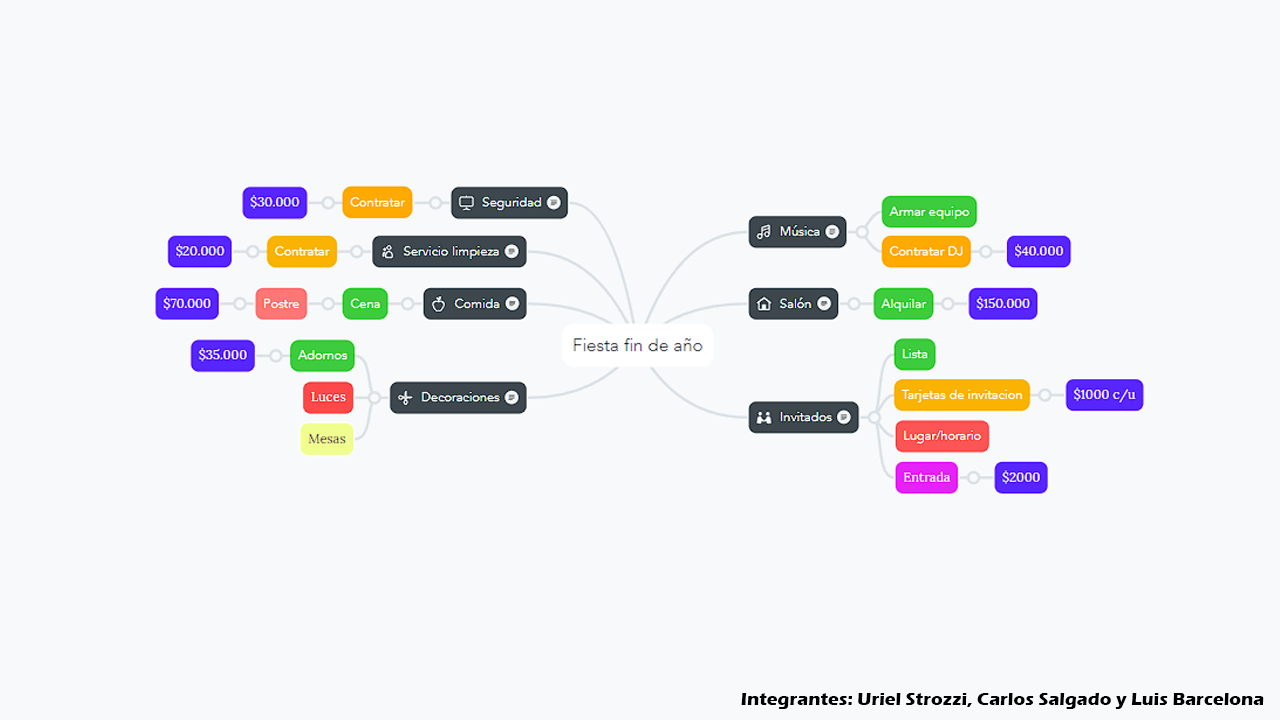 Fiesta fin de año
$30.000 Contratar Seguridad
$20.000 Contratar Servicio limpieza
$70.000 Postre Cena Comida
$35.000 Adornos
Luces
Decoraciones
Mesas
Música
Armar equipo
Contratar DJ $40.000
Salón Alquilar $150.000
Invitados
Lista
Tarjetas de invitacion $1000 c/u
Lugar/horario
Entrada $2000
Integrantes: Uriel Strozzi, Carlos Salgado y Luis Barcelona